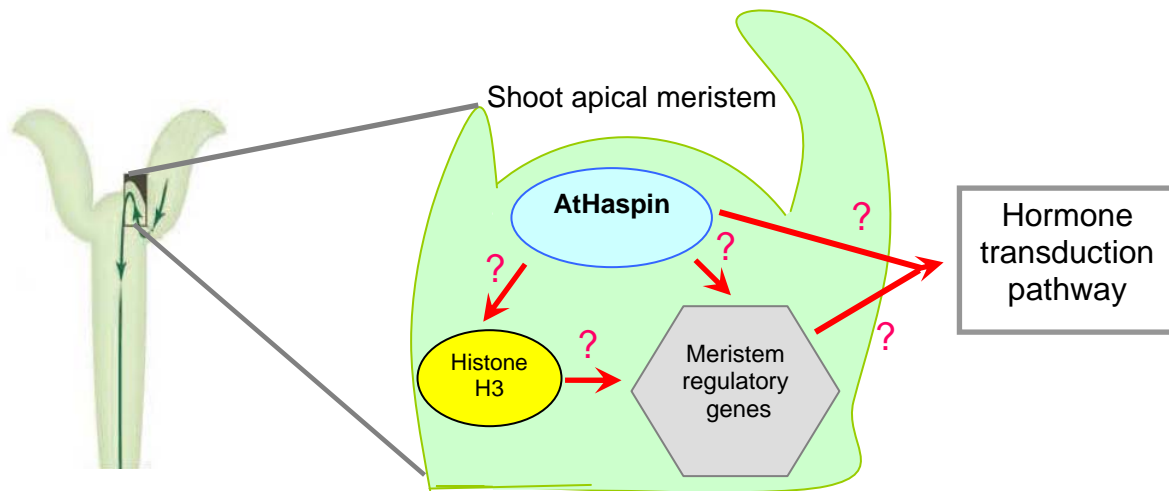 Shoot apical meristem
AtHaspin
?
?
?
Hormone
transduction
pathway
?
?
Histone
H3
Meristem
regulatory
genes